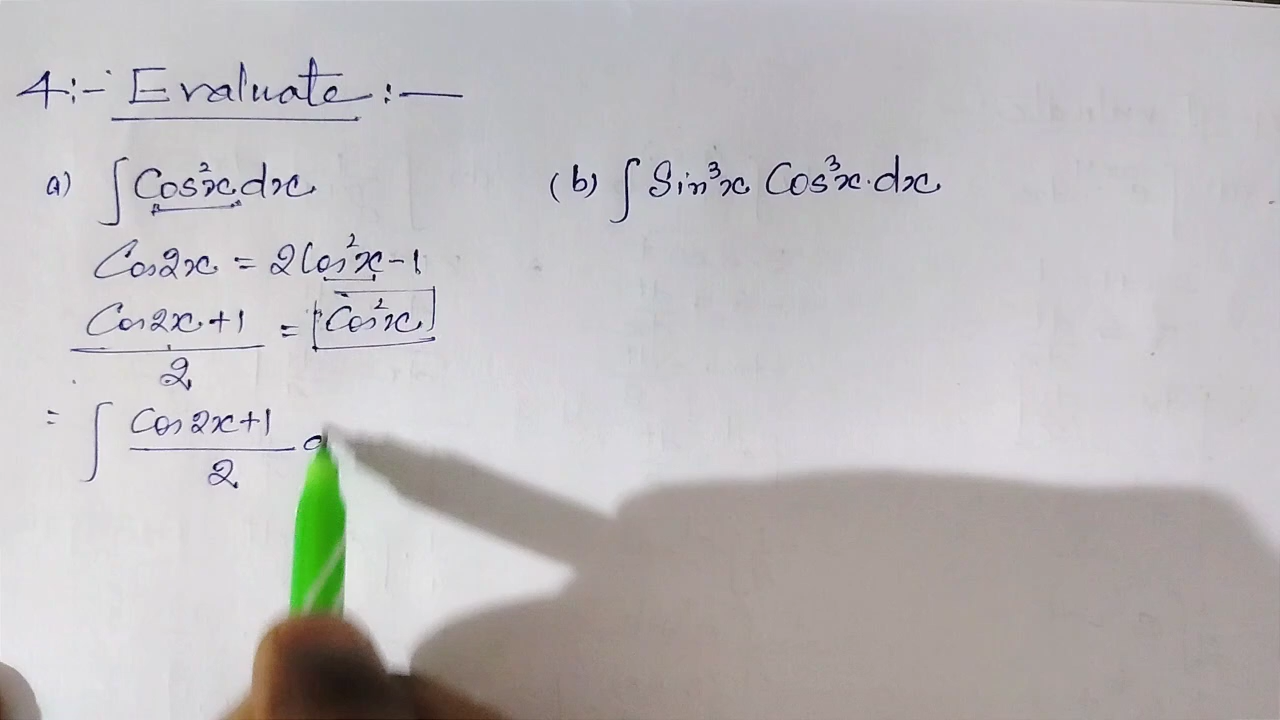 4:- Evaluate :—
a) ∫ Cos²x dx
(b) ∫ Sin³x Cos³x.dx
Cos2x = 2Cos²x-1
Cos2x+1 / 2 = Cos²x
= ∫ Cos2x+1 / 2